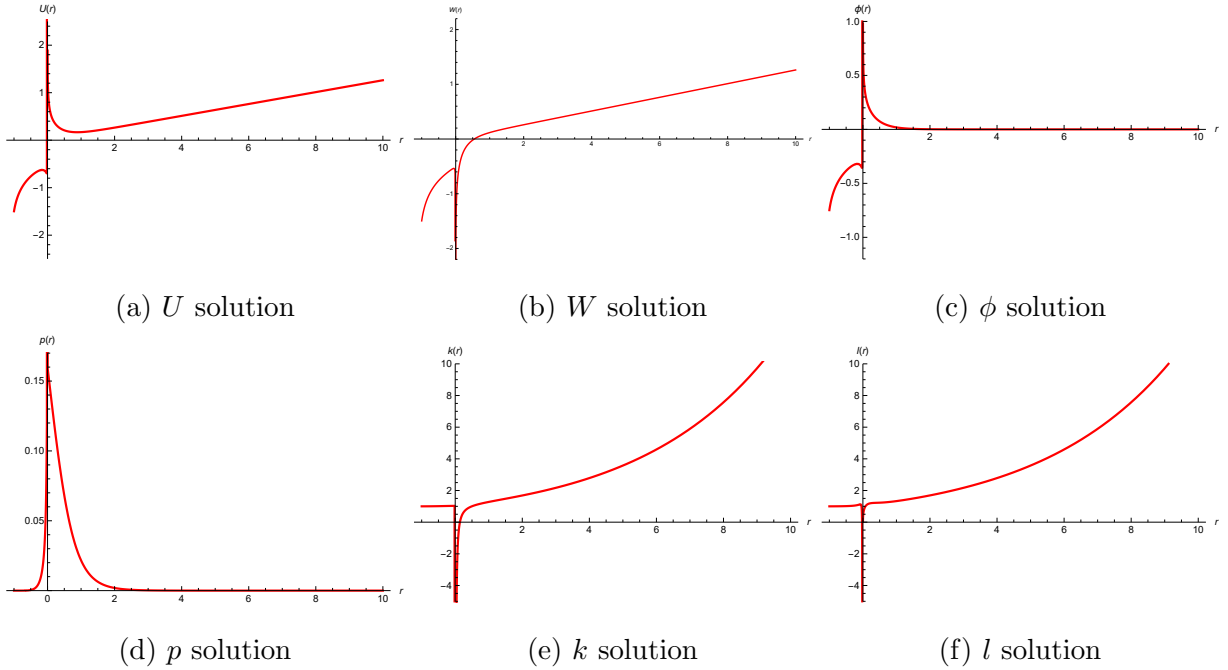 U(r)
2
1
-1
-2
2 4 6 8 10 r
(a) U solution
W(r)
2
1
-1
-2
2 4 6 8 10 r
(b) W solution
ϕ(r)
1.0
0.5
-0.5
-1.0
2 4 6 8 10 r
(c) ϕ solution
p(r)
0.15
0.10
0.05
0 2 4 6 8 10 r
(d) p solution
k(r)
10
8
6
4
2
-2
-4
2 4 6 8 10 r
(e) k solution
l(r)
10
8
6
4
2
-2
-4
2 4 6 8 10 r
(f) l solution